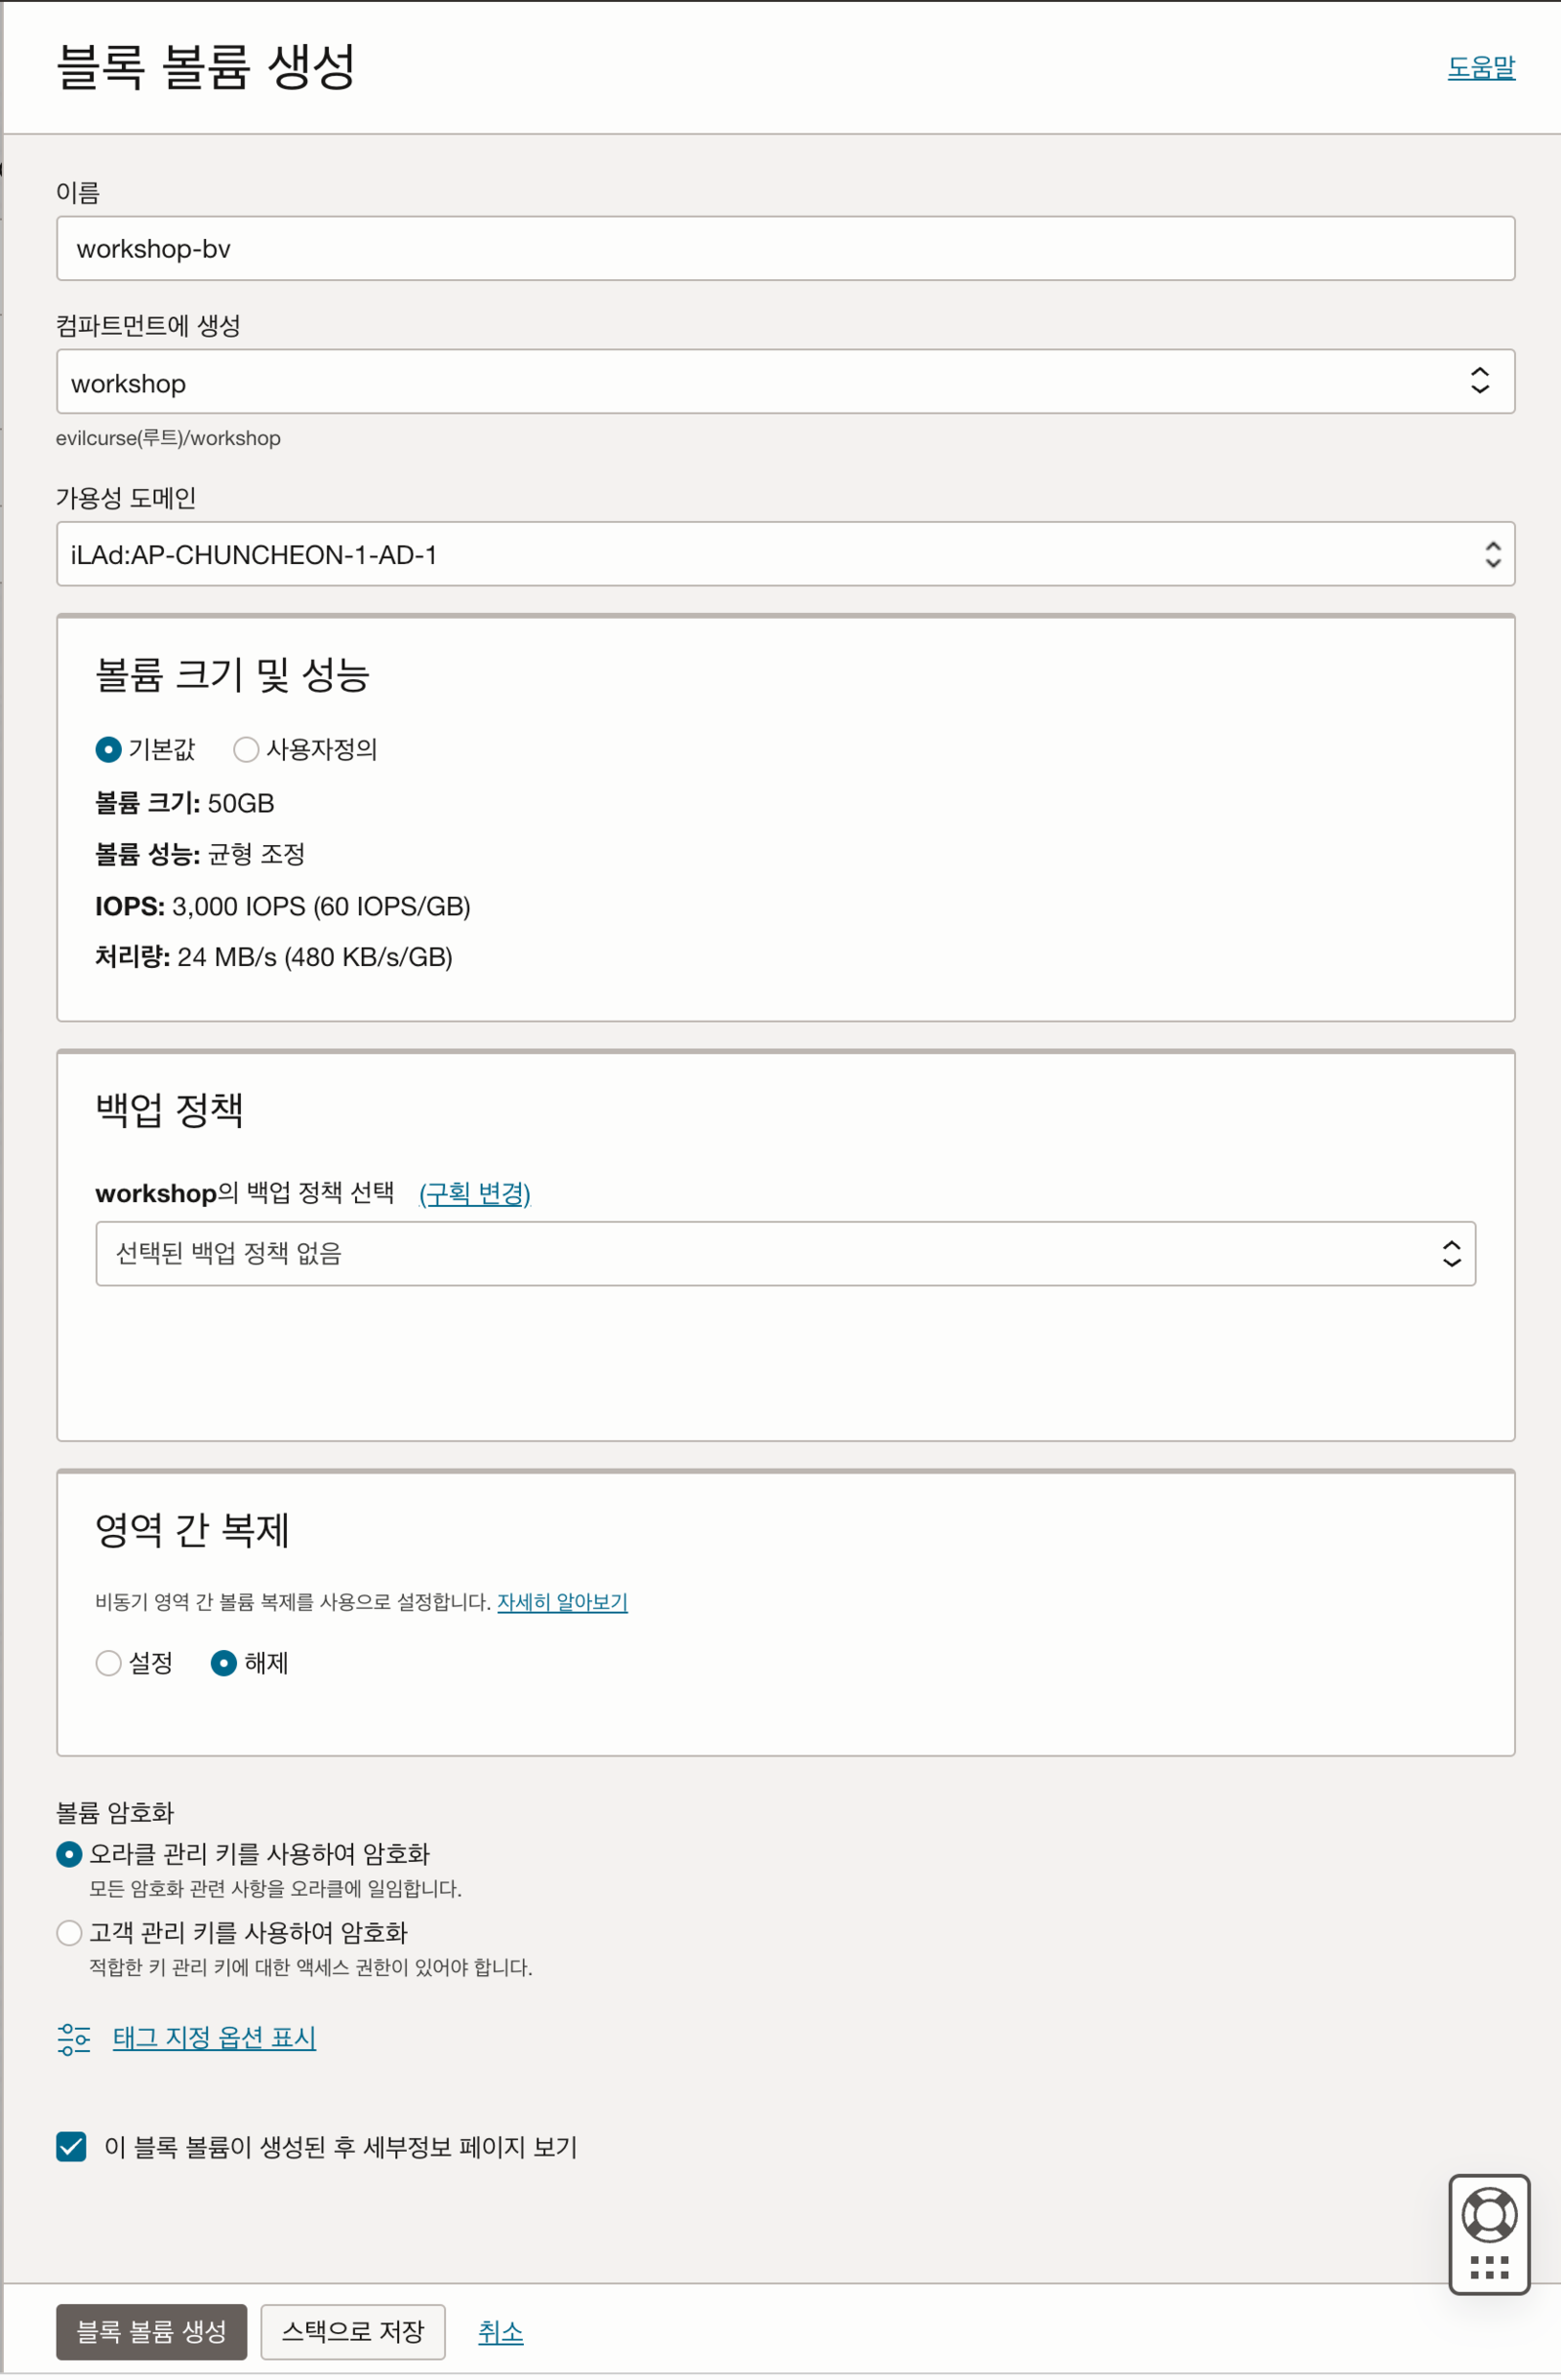 블록 볼륨 생성
도움말
이름
workshop-bv
컴파트먼트에 생성
workshop
evilcurse(루트)/workshop
가용성 도메인
iLAd:AP-CHUNCHEON-1-AD-1
볼륨 크기 및 성능
기본값 사용자정의
볼륨 크기: 50GB
볼륨 성능: 균형 조정
IOPS: 3,000 IOPS (60 IOPS/GB)
처리량: 24 MB/s (480 KB/s/GB)
백업 정책
workshop의 백업 정책 선택 (구획 변경)
선택된 백업 정책 없음
영역 간 복제
비동기 영역 간 볼륨 복제를 사용으로 설정합니다. 자세히 알아보기
설정 해제
볼륨 암호화
오라클 관리 키를 사용하여 암호화
모든 암호화 관련 사항을 오라클에 일임합니다.
고객 관리 키를 사용하여 암호화
적합한 키 관리 키에 대한 액세스 권한이 있어야 합니다.
태그 지정 옵션 표시
이 블록 볼륨이 생성된 후 세부정보 페이지 보기
블록 볼륨 생성 스택으로 저장 취소